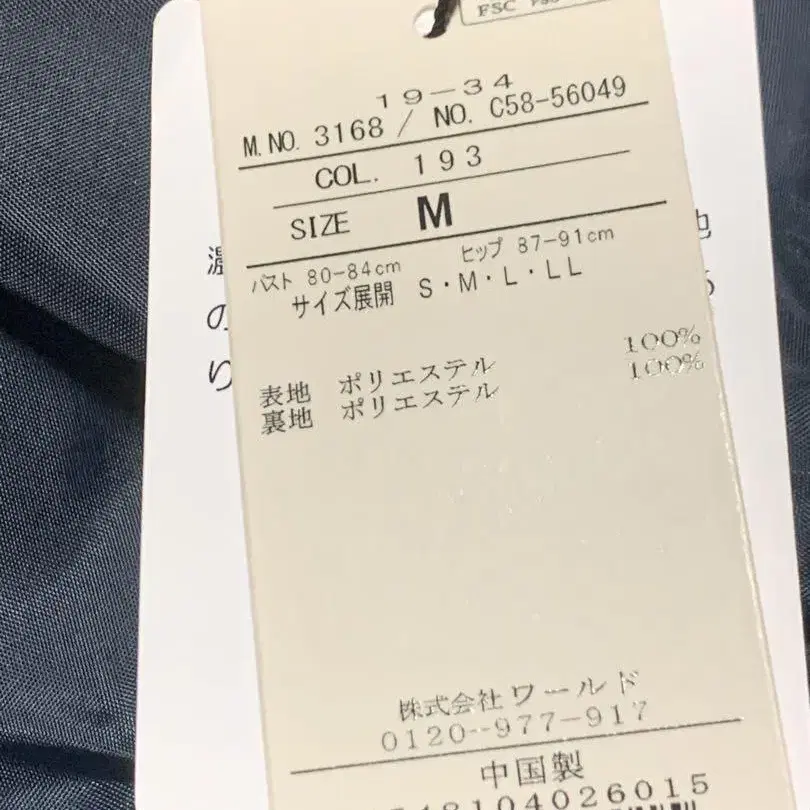 FSC
19-34
M.NO. 3168 / NO. C58-56049
COL. 193
SIZE M
バスト 80-84cm ヒップ 87-91cm
サイズ展開 S・M・L・LL
表地 ポリエステル 100%
裏地 ポリエステル 100%
株式会社ワールド
0120-977-917
中国製
8104026015
の
り